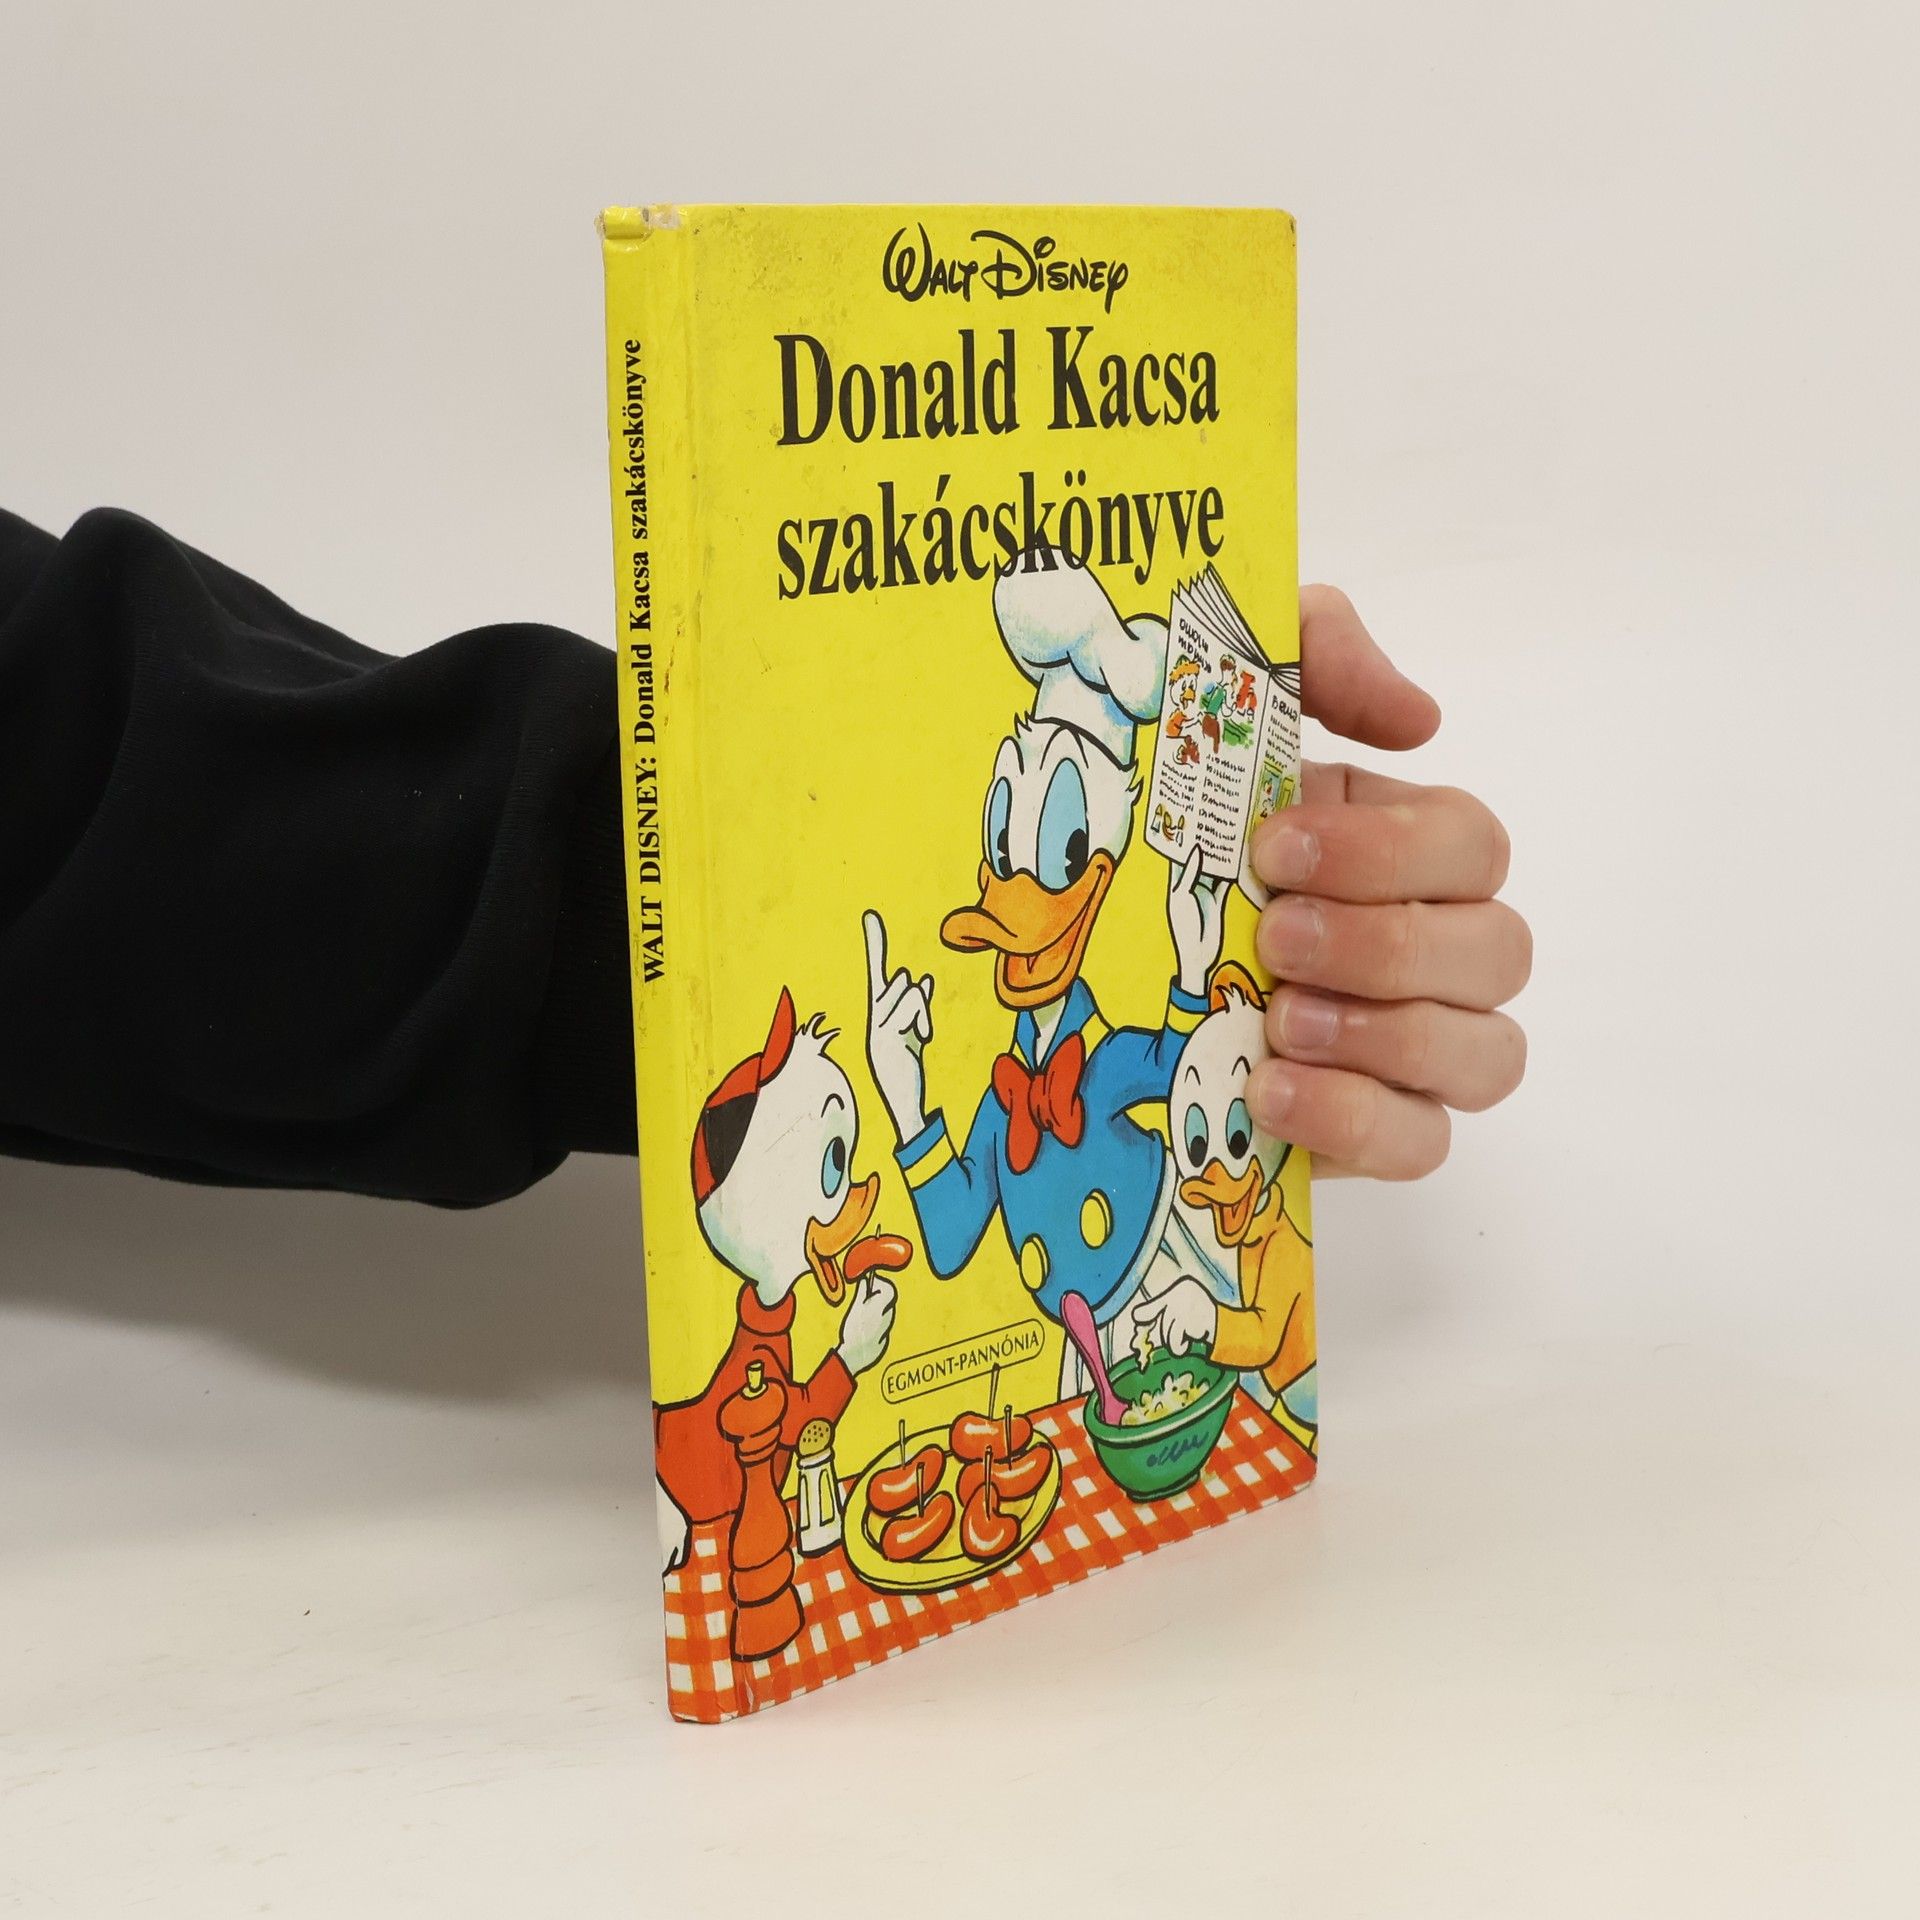 WALT DISNEY: Donald Kacsa szakácskönyve
WALT DISNEY
Donald Kacsa
szakácskönyve
EGMONT-PANNÓNIA